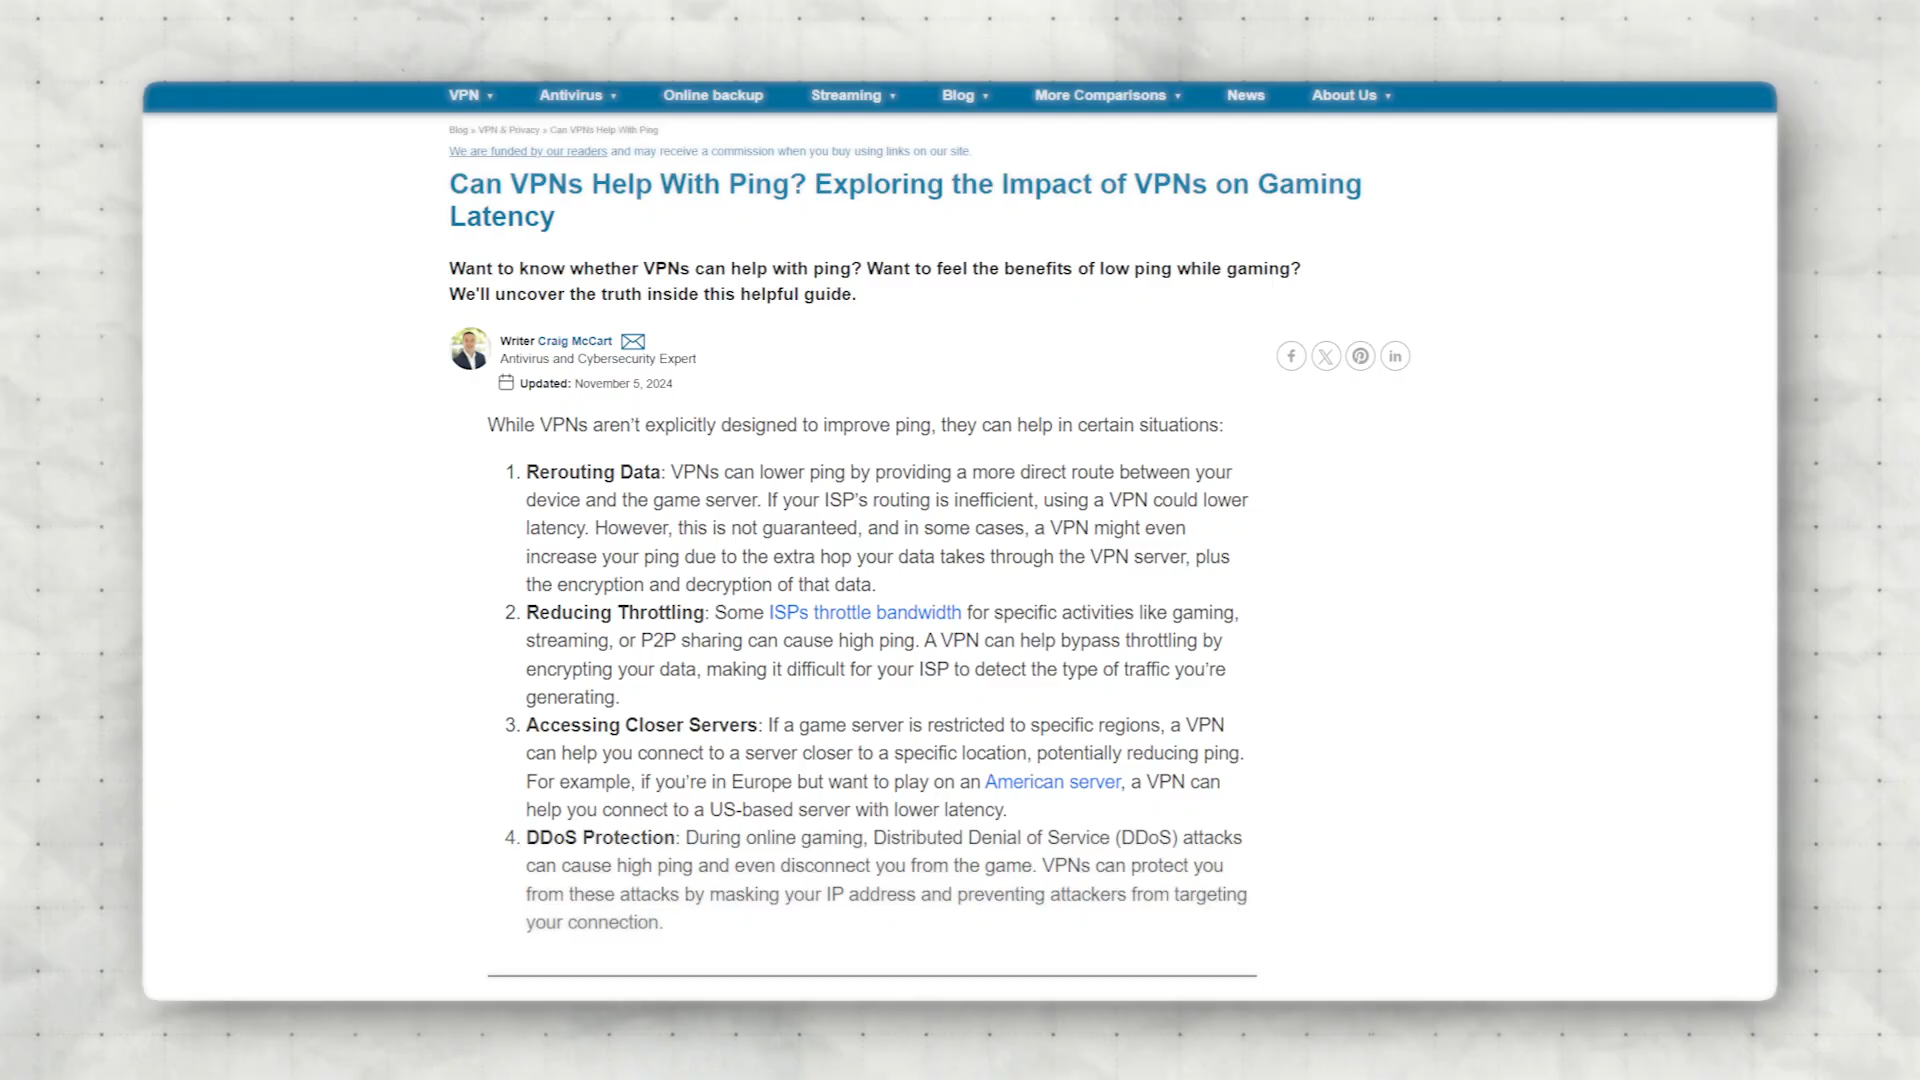 VPN Antivirus Online backup Streaming Blog More Comparisons News About Us
Blog » VPN & Privacy » Can VPNs Help With Ping
We are funded by our readers and may receive a commission when you buy using links on our site.
Can VPNs Help With Ping? Exploring the Impact of VPNs on Gaming
Latency
Want to know whether VPNs can help with ping? Want to feel the benefits of low ping while gaming?
We'll uncover the truth inside this helpful guide.
Writer Craig McCart
Antivirus and Cybersecurity Expert
Updated: November 5, 2024
While VPNs aren’t explicitly designed to improve ping, they can help in certain situations:
1. Rerouting Data: VPNs can lower ping by providing a more direct route between your
device and the game server. If your ISP’s routing is inefficient, using a VPN could lower
latency. However, this is not guaranteed, and in some cases, a VPN might even
increase your ping due to the extra hop your data takes through the VPN server, plus
the encryption and decryption of that data.
2. Reducing Throttling: Some ISPs throttle bandwidth for specific activities like gaming,
streaming, or P2P sharing can cause high ping. A VPN can help bypass throttling by
encrypting your data, making it difficult for your ISP to detect the type of traffic you’re
generating.
3. Accessing Closer Servers: If a game server is restricted to specific regions, a VPN
can help you connect to a server closer to a specific location, potentially reducing ping.
For example, if you’re in Europe but want to play on an American server, a VPN can
help you connect to a US-based server with lower latency.
4. DDoS Protection: During online gaming, Distributed Denial of Service (DDoS) attacks
can cause high ping and even disconnect you from the game. VPNs can protect you
from these attacks by masking your IP address and preventing attackers from targeting
your connection.